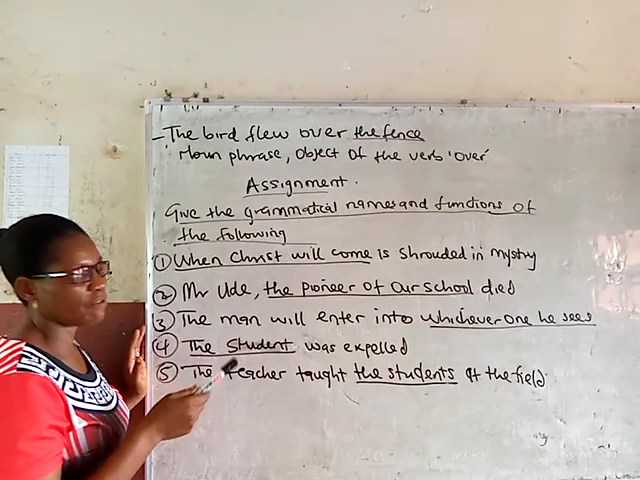 - The bird flew over the fence
Noun phrase, object of the verb 'over'
Assignment.
Give the grammatical names and functions of
the following
① When Christ will come is shrouded in mystry
② Mr Ude, the pioneer of our school died
③ The man will enter into whichever one he sees
④ The student was expelled
⑤ The teacher taught the students at the field.